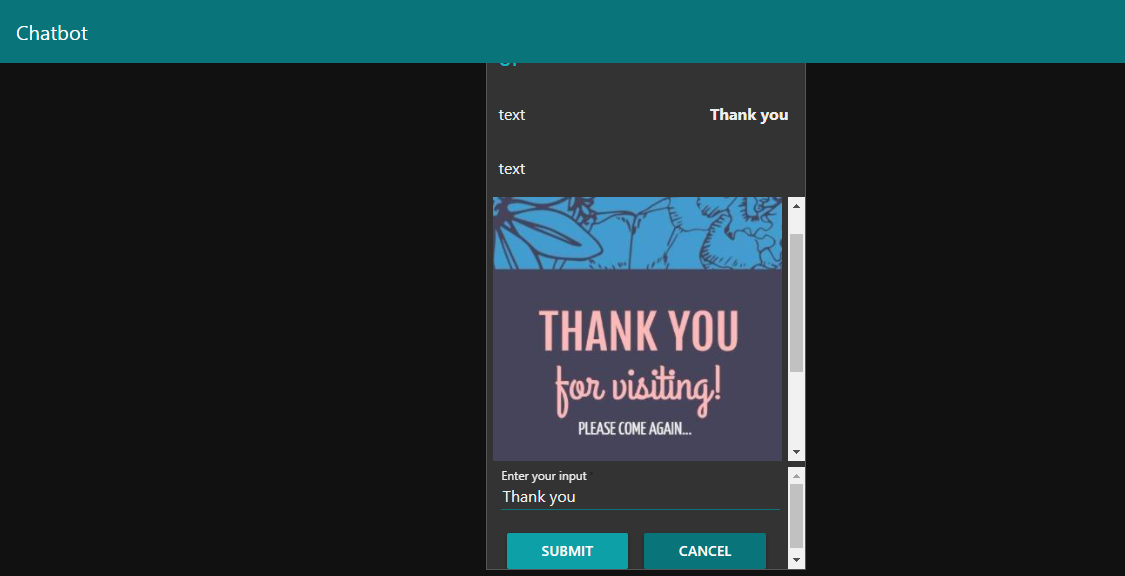 Chatbot
text
Thank you
text
THANK YOU
for visiting!
PLEASE COME AGAIN...
Enter your input *
Thank you
SUBMIT
CANCEL